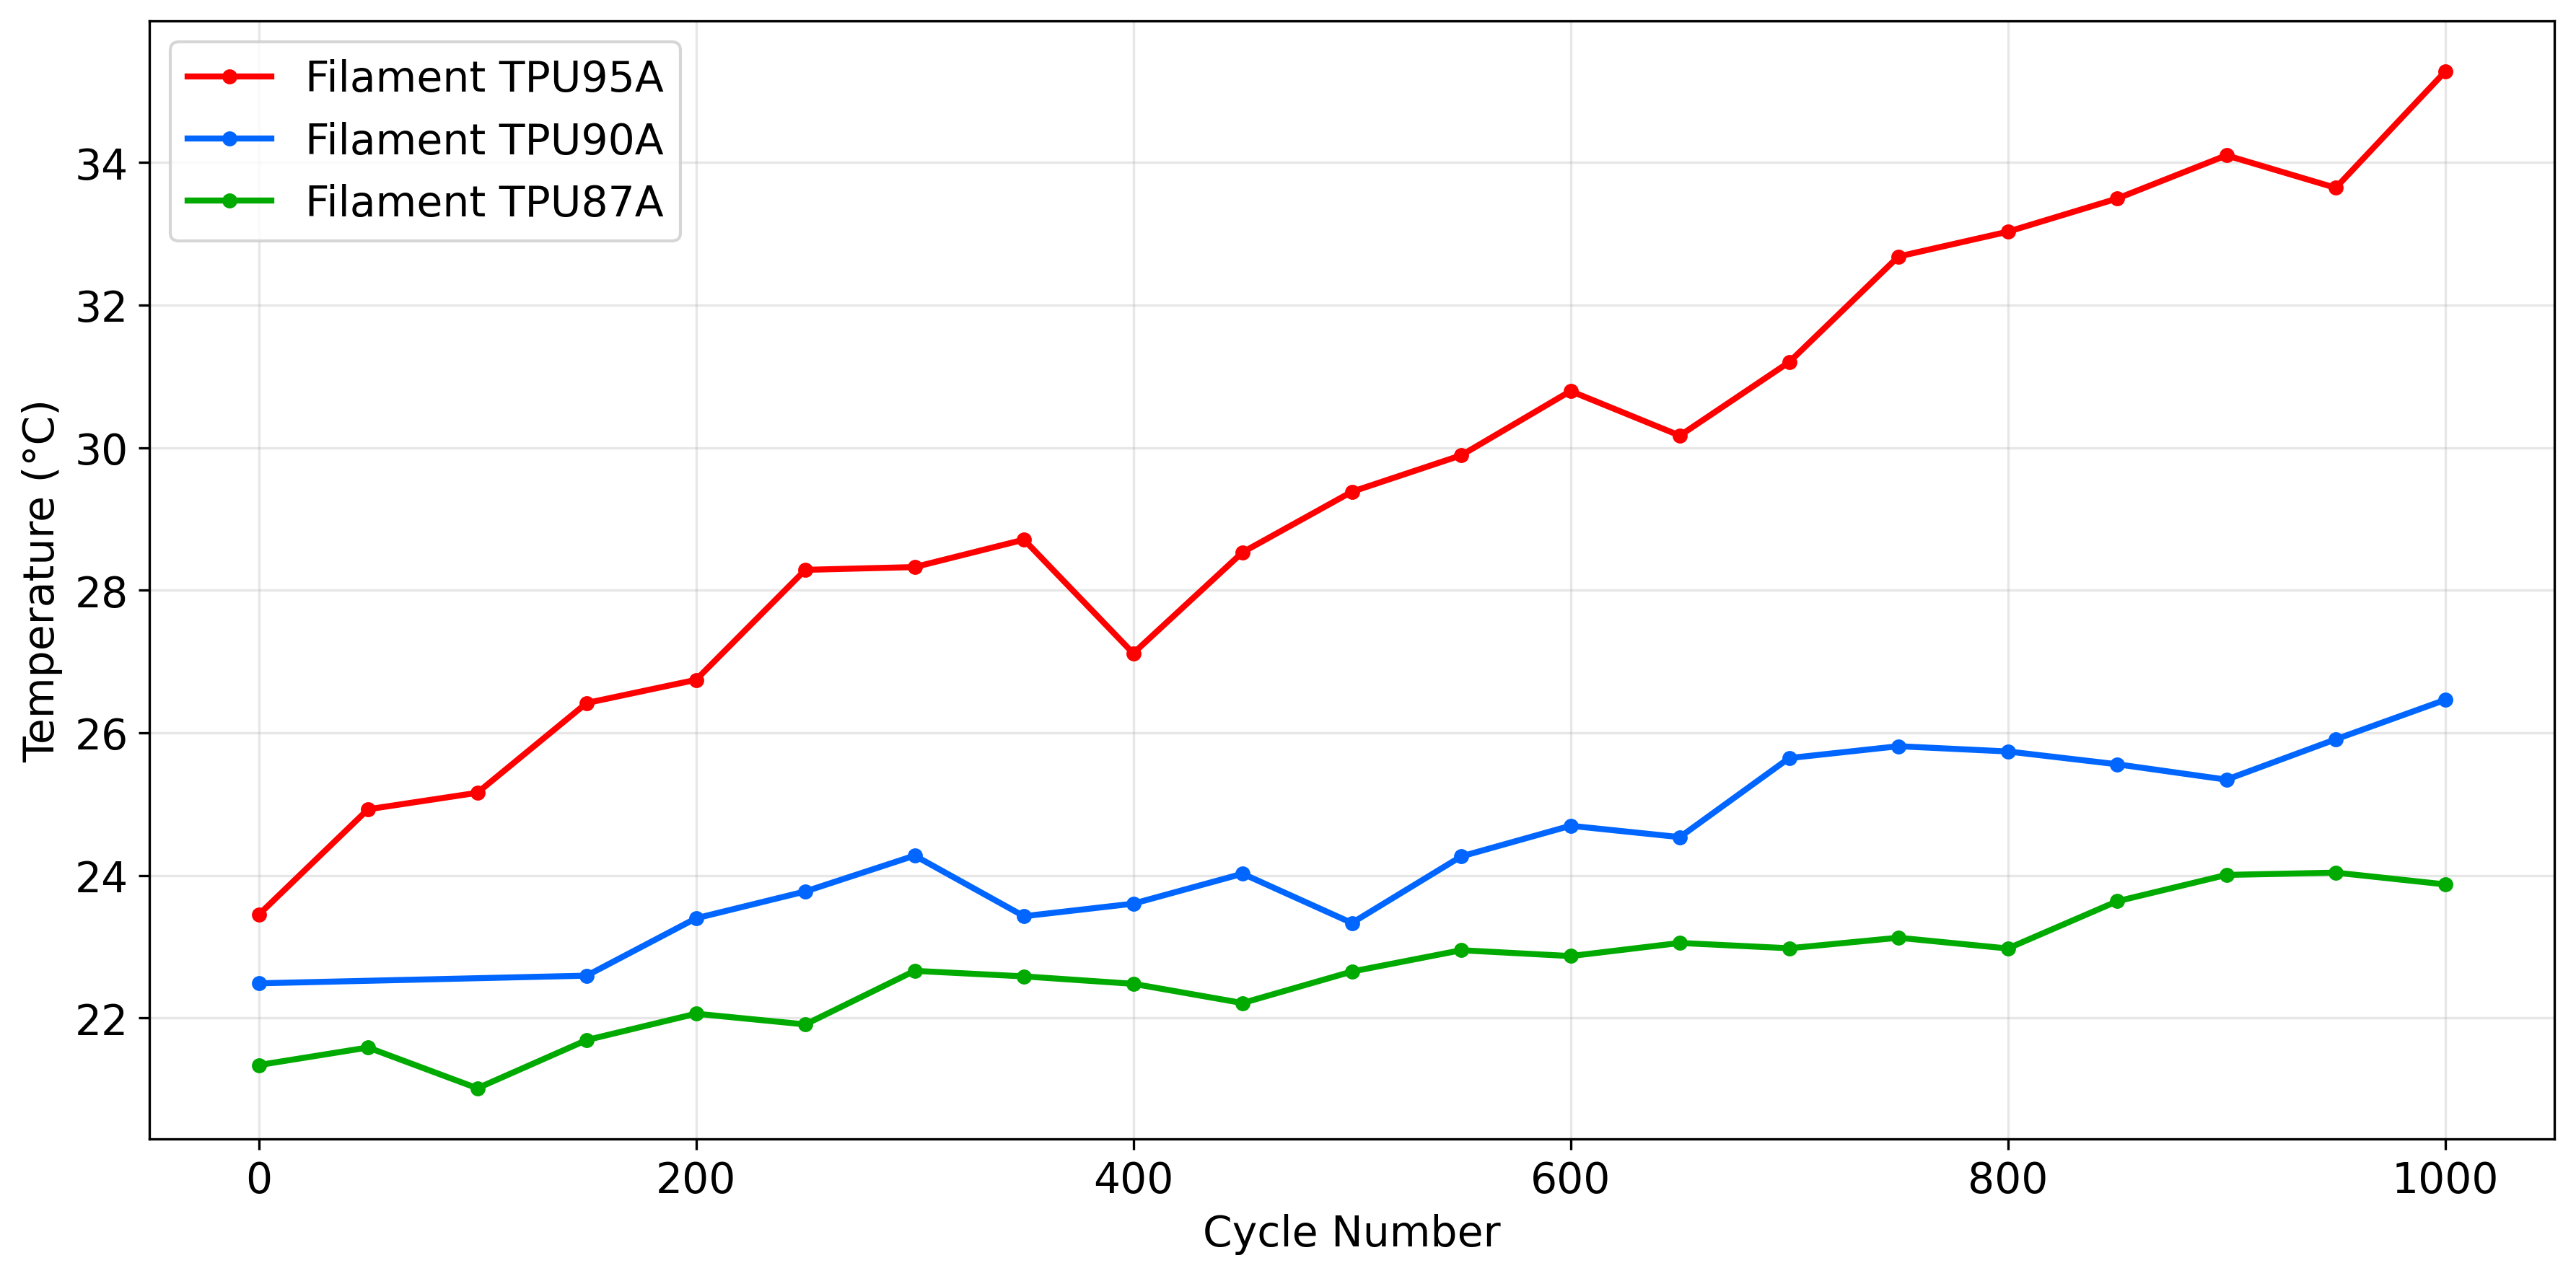 Filament TPU95A
Filament TPU90A
Filament TPU87A
Temperature (°C)
34
32
30
28
26
24
22
0 200 400 600 800 1000
Cycle Number